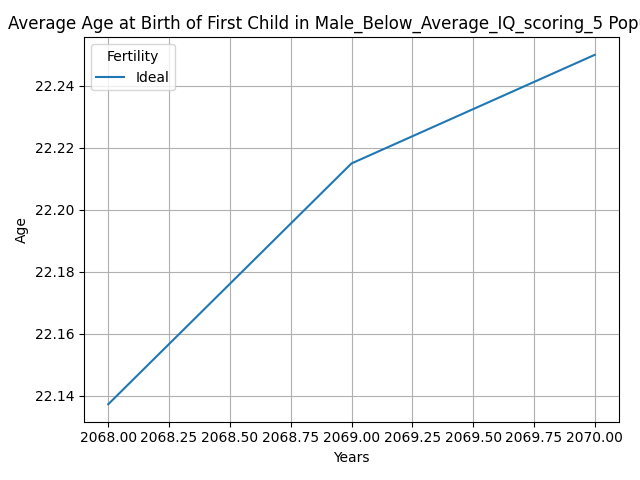 Average Age at Birth of First Child in Male_Below_Average_IQ_scoring_5 Pop
Fertility
Ideal
22.24
22.22
22.20
22.18
22.16
22.14
Age
2068.00 2068.25 2068.50 2068.75 2069.00 2069.25 2069.50 2069.75 2070.00
Years